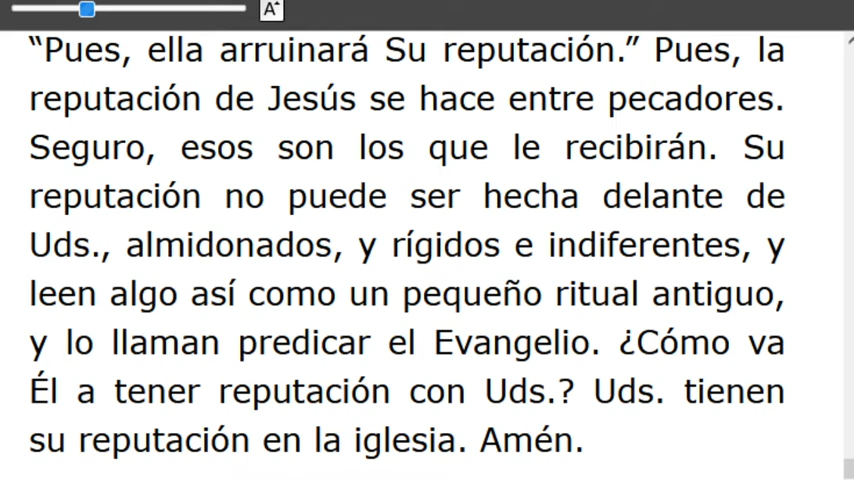 A
“Pues, ella arruinará Su reputación.” Pues, la
reputación de Jesús se hace entre pecadores.
Seguro, esos son los que le recibirán. Su
reputación no puede ser hecha delante de
Uds., almidonados, y rígidos e indiferentes, y
leen algo así como un pequeño ritual antiguo,
y lo llaman predicar el Evangelio. ¿Cómo va
Él a tener reputación con Uds.? Uds. tienen
su reputación en la iglesia. Amén.